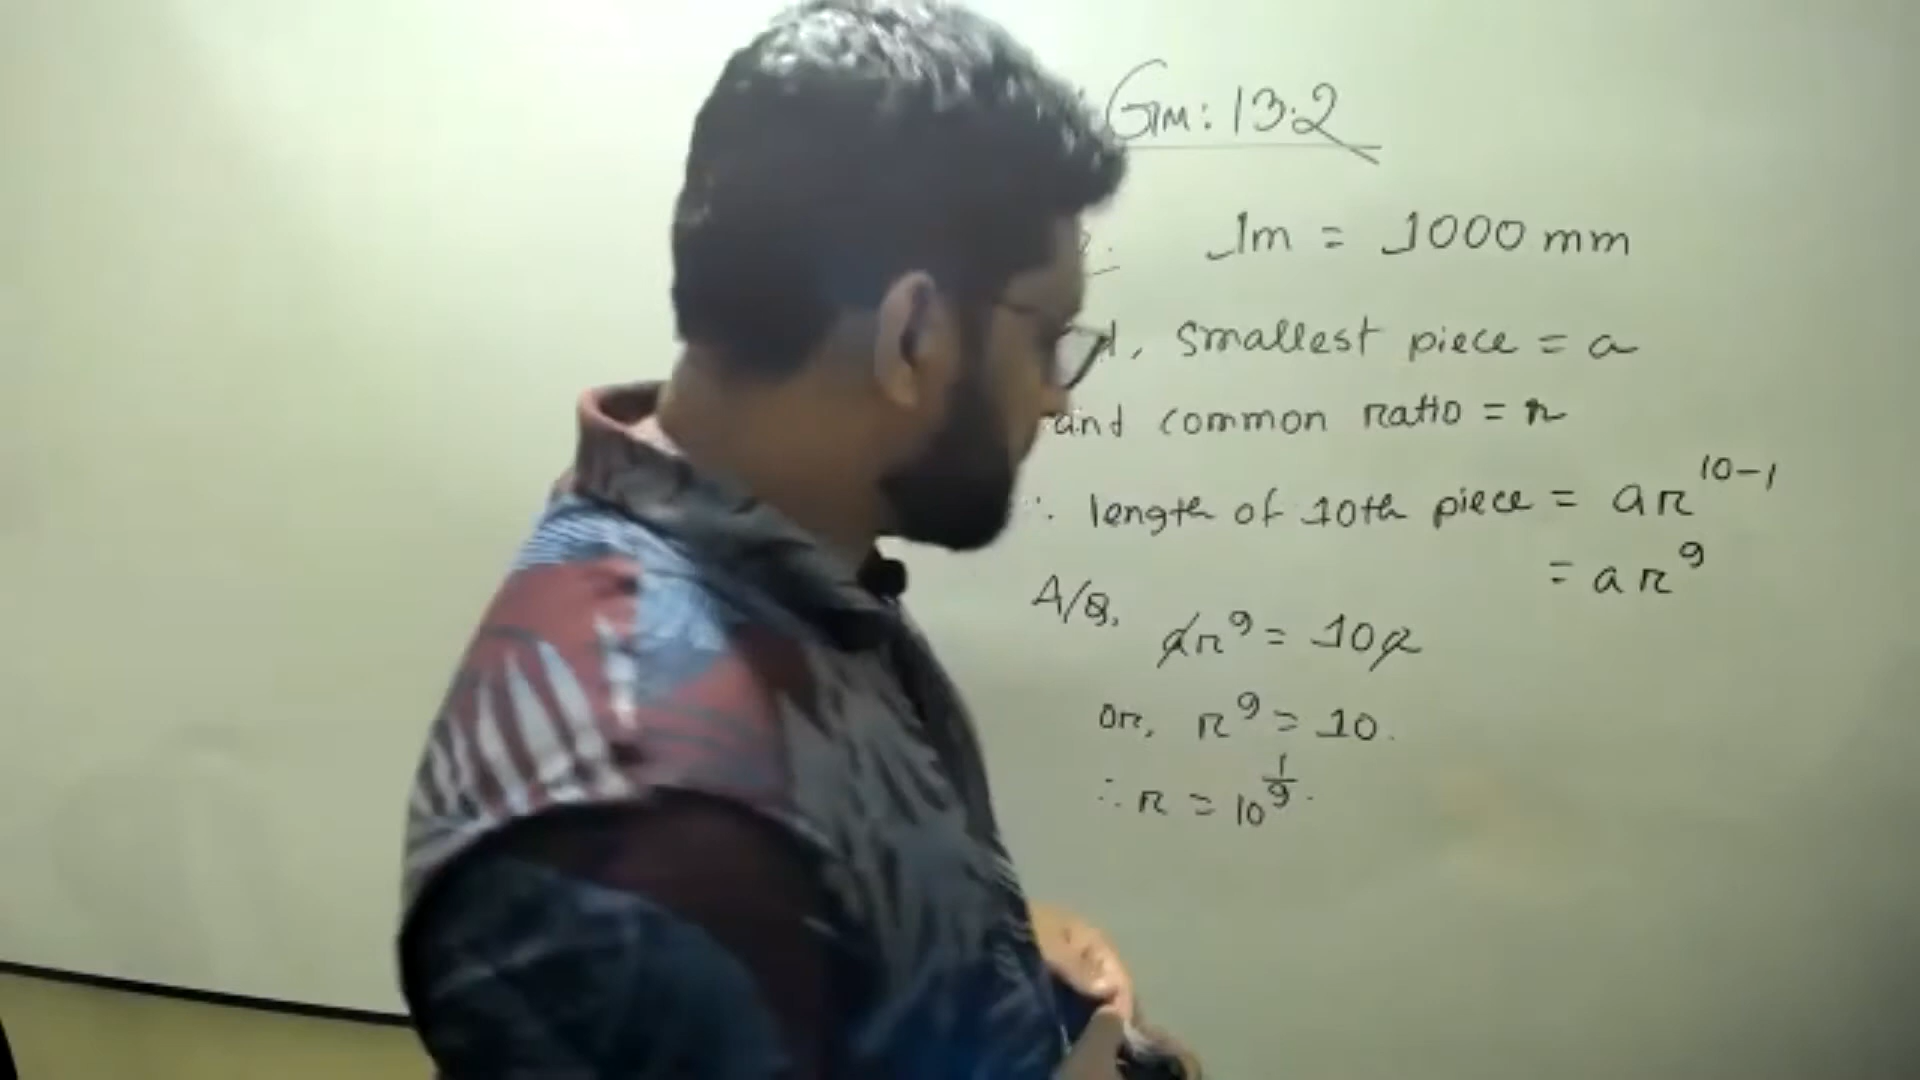 Gm: 13.2
1m = 1000 mm
, smallest piece = a
and common ratio = r
∴ length of 10th piece = ar^{10-1}
= ar^9
A/Q, ar^9 = 10a
or, r^9 = 10.
∴ r = 10^{1/9}.